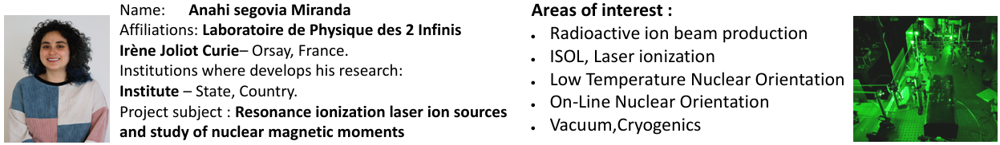 Name: Anahi segovia Miranda
Affiliations: Laboratoire de Physique des 2 Infinis
Irène Joliot Curie– Orsay, France.
Institutions where develops his research:
Institute – State, Country.
Project subject : Resonance ionization laser ion sources
and study of nuclear magnetic moments
Areas of interest :
• Radioactive ion beam production
• ISOL, Laser ionization
• Low Temperature Nuclear Orientation
• On-Line Nuclear Orientation
• Vacuum,Cryogenics